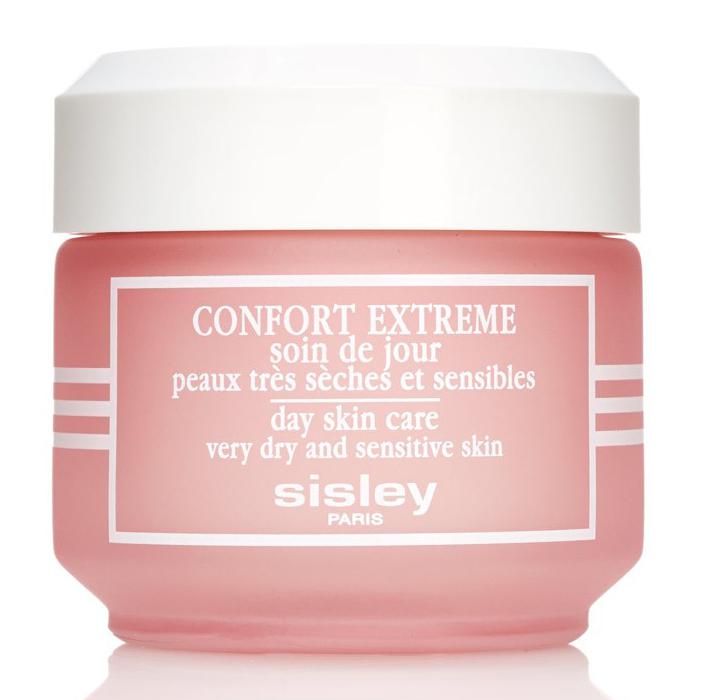 CONFORT EXTREME
soin de jour
peaux très sèches et sensibles
day skin care
very dry and sensitive skin
sisley
PARIS